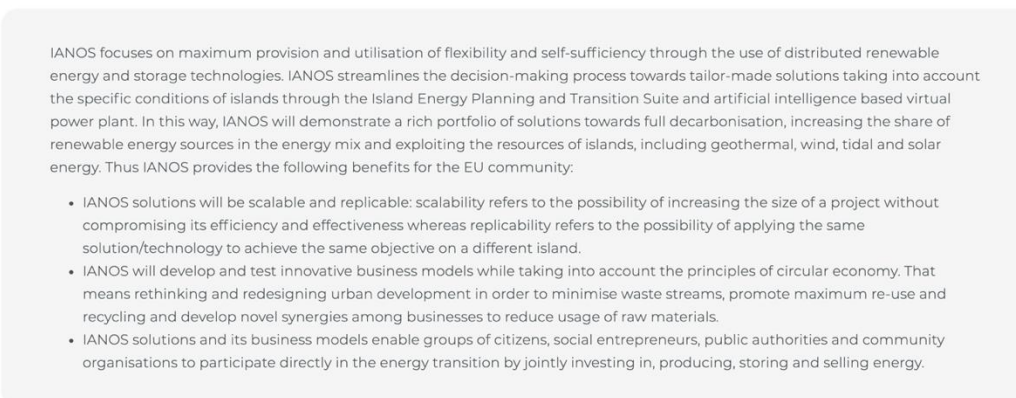 IANOS focuses on maximum provision and utilisation of flexibility and self-sufficiency through the use of distributed renewable
energy and storage technologies. IANOS streamlines the decision-making process towards tailor-made solutions taking into account
the specific conditions of islands through the Island Energy Planning and Transition Suite and artificial intelligence based virtual
power plant. In this way, IANOS will demonstrate a rich portfolio of solutions towards full decarbonisation, increasing the share of
renewable energy sources in the energy mix and exploiting the resources of islands, including geothermal, wind, tidal and solar
energy. Thus IANOS provides the following benefits for the EU community:
• IANOS solutions will be scalable and replicable: scalability refers to the possibility of increasing the size of a project without
compromising its efficiency and effectiveness whereas replicability refers to the possibility of applying the same
solution/technology to achieve the same objective on a different island.
• IANOS will develop and test innovative business models while taking into account the principles of circular economy. That
means rethinking and redesigning urban development in order to minimise waste streams, promote maximum re-use and
recycling and develop novel synergies among businesses to reduce usage of raw materials.
• IANOS solutions and its business models enable groups of citizens, social entrepreneurs, public authorities and community
organisations to participate directly in the energy transition by jointly investing in, producing, storing and selling energy.